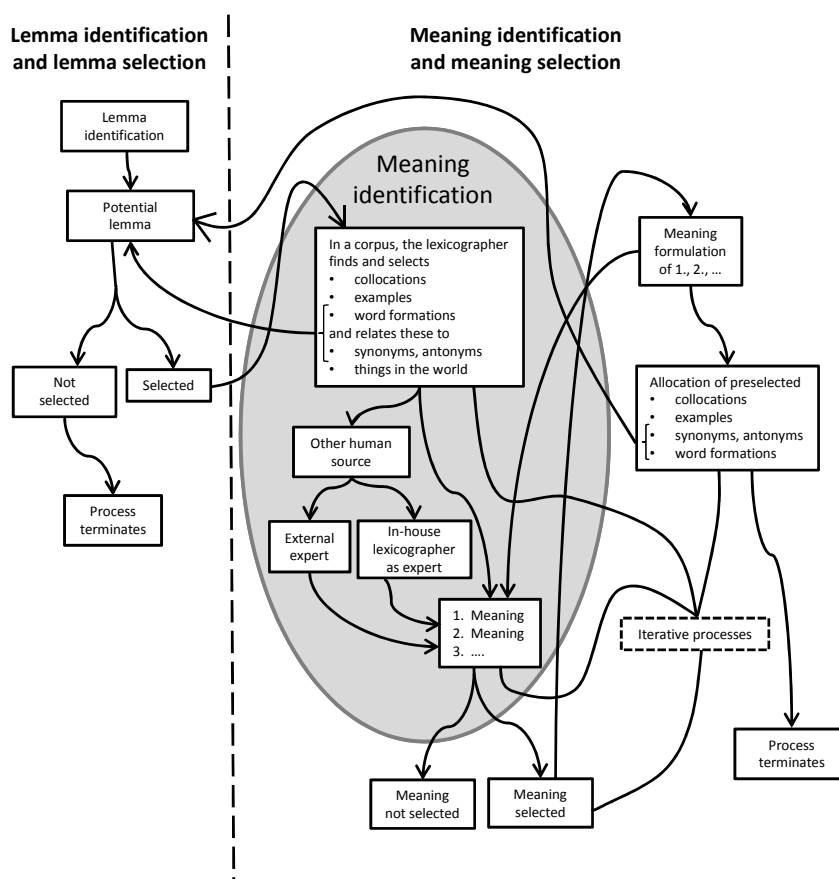 Lemma identification
and lemma selection
Meaning identification
and meaning selection
Lemma
identification
Potential
lemma
Not
selected
Selected
Process
terminates
Meaning
identification
In a corpus, the lexicographer
finds and selects
• collocations
• examples
• word formations
and relates these to
• synonyms, antonyms
• things in the world
Other human
source
External
expert
In-house
lexicographer
as expert
1. Meaning
2. Meaning
3. ....
Meaning
not selected
Meaning
selected
Meaning
formulation
of 1., 2., ...
Allocation of preselected
• collocations
• examples
• synonyms, antonyms
• word formations
Iterative processes
Process
terminates